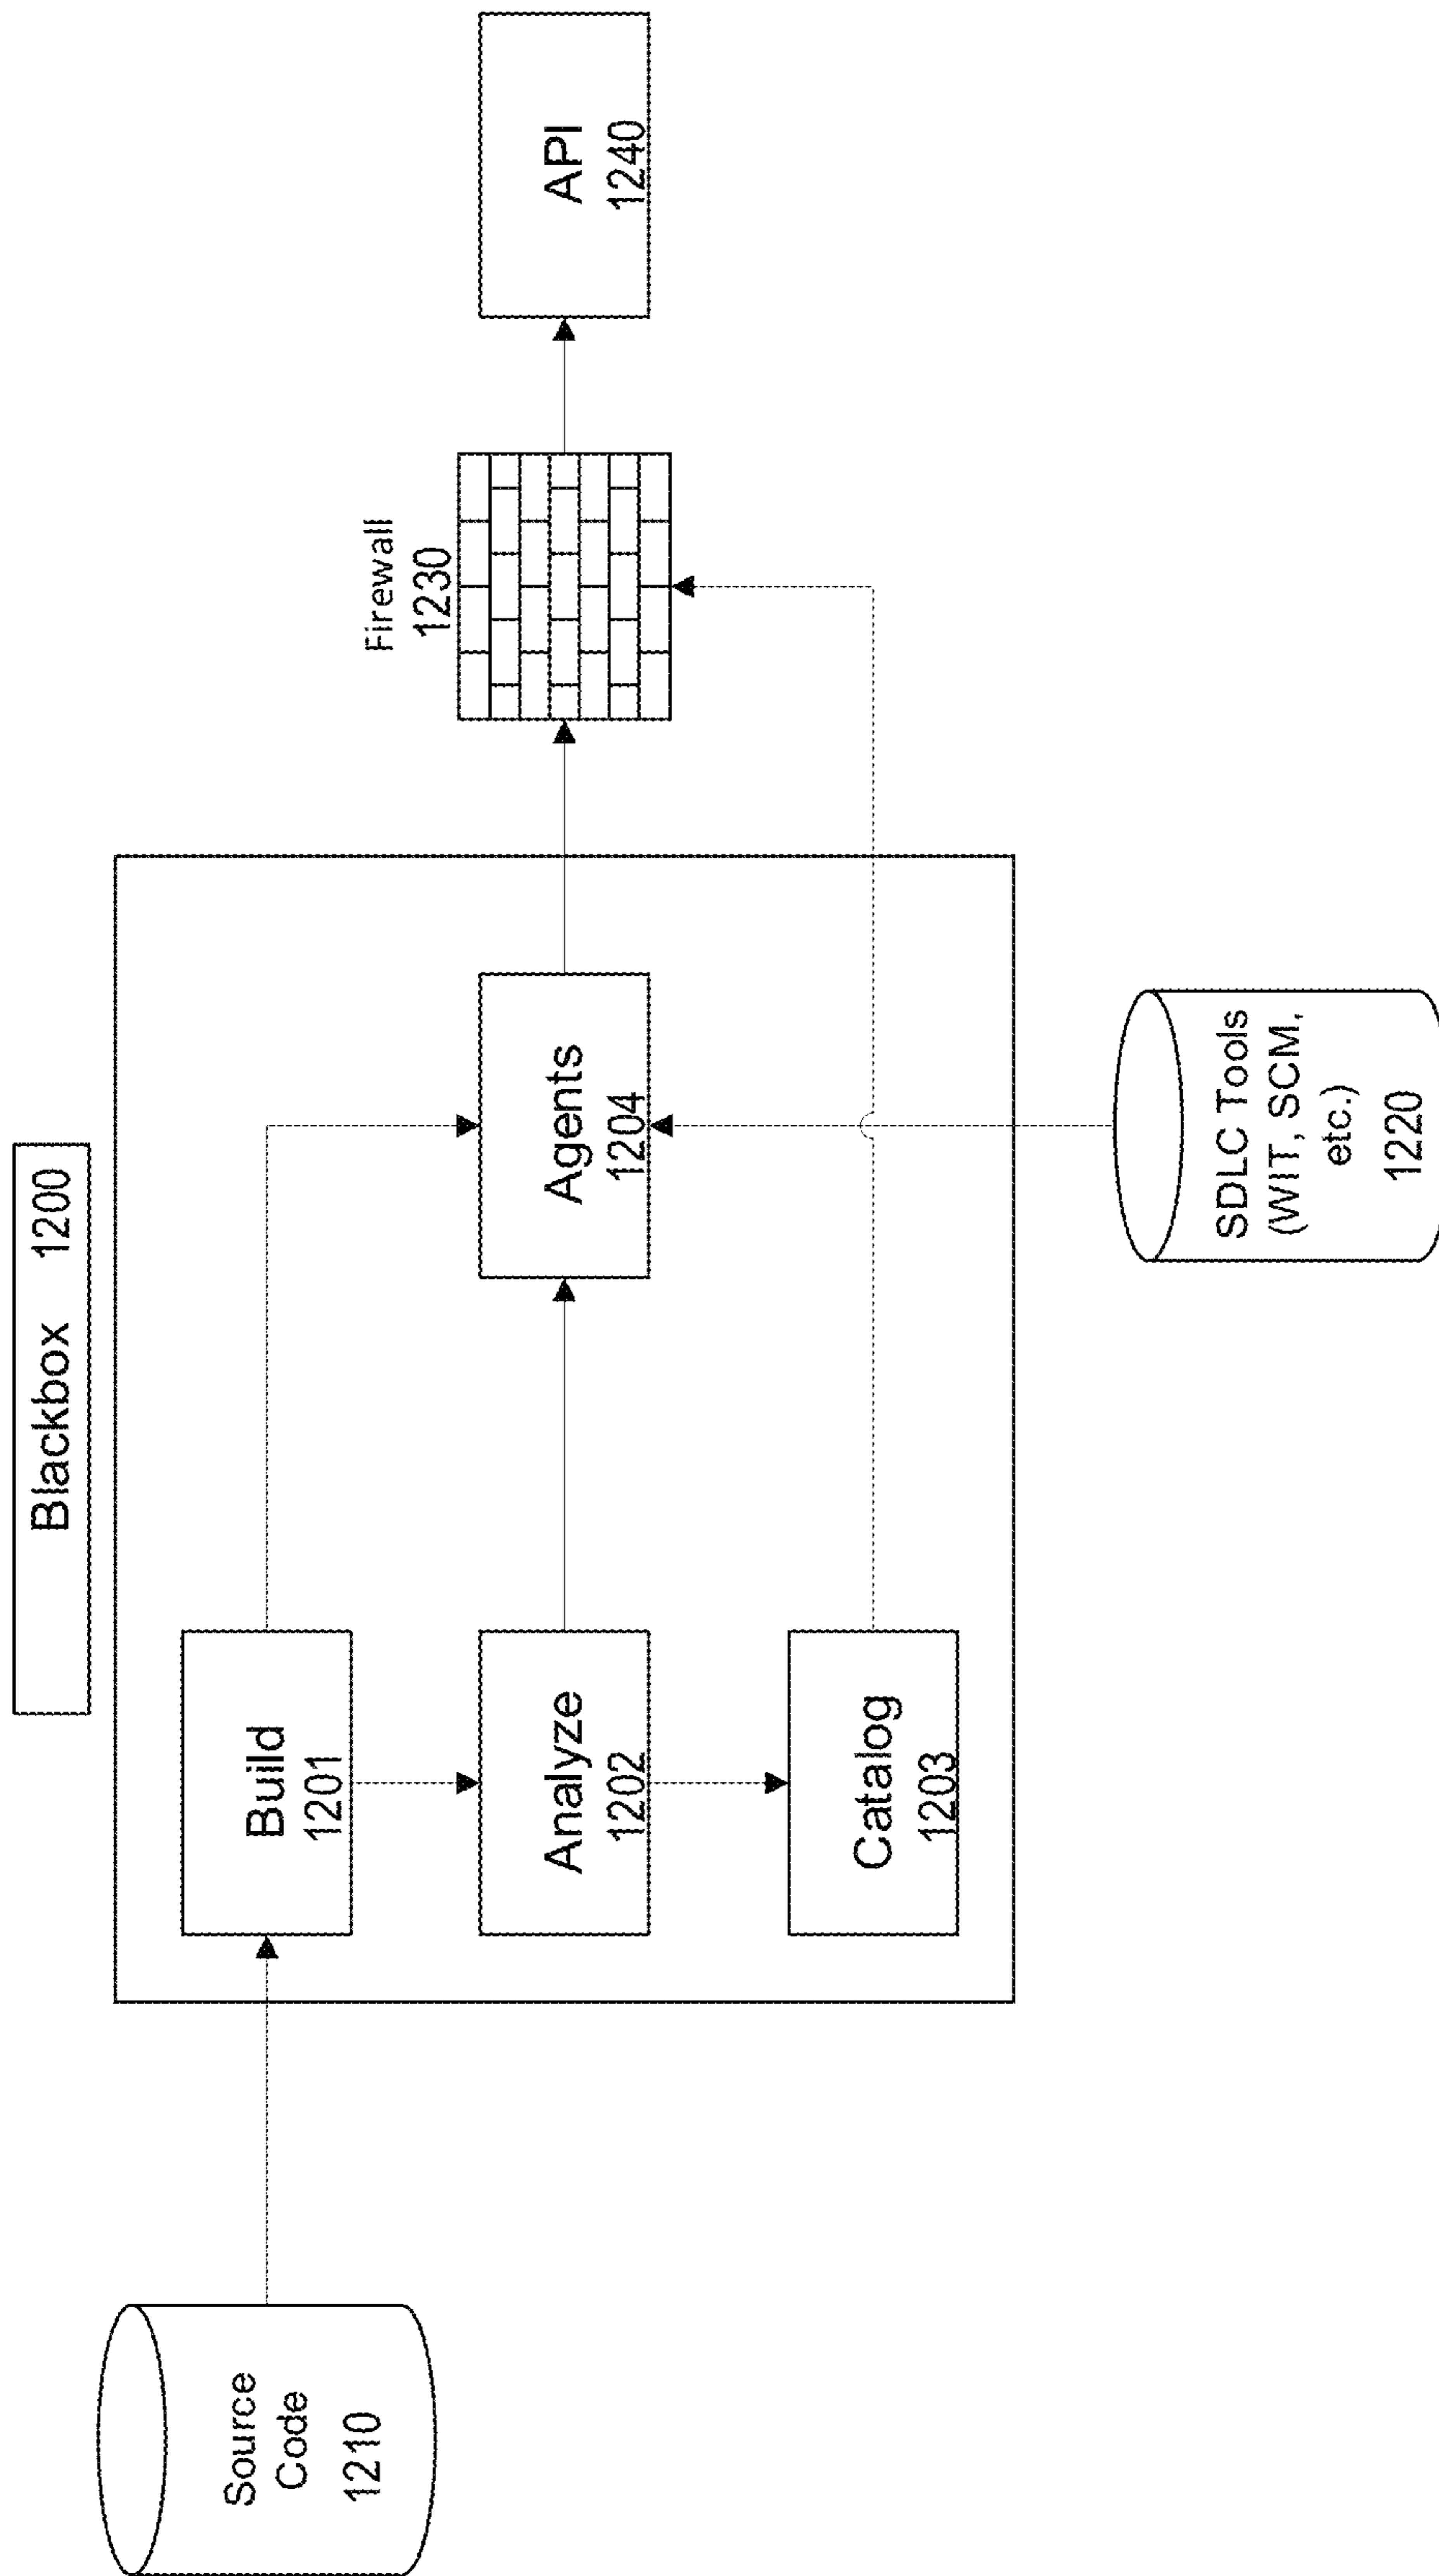 Blackbox 1200
Source
Code
1210
Build
1201
Analyze
1202
Catalog
1203
Agents
1204
SDLC Tools
(WIT, SCM,
etc.)
1220
Firewall
1230
API
1240